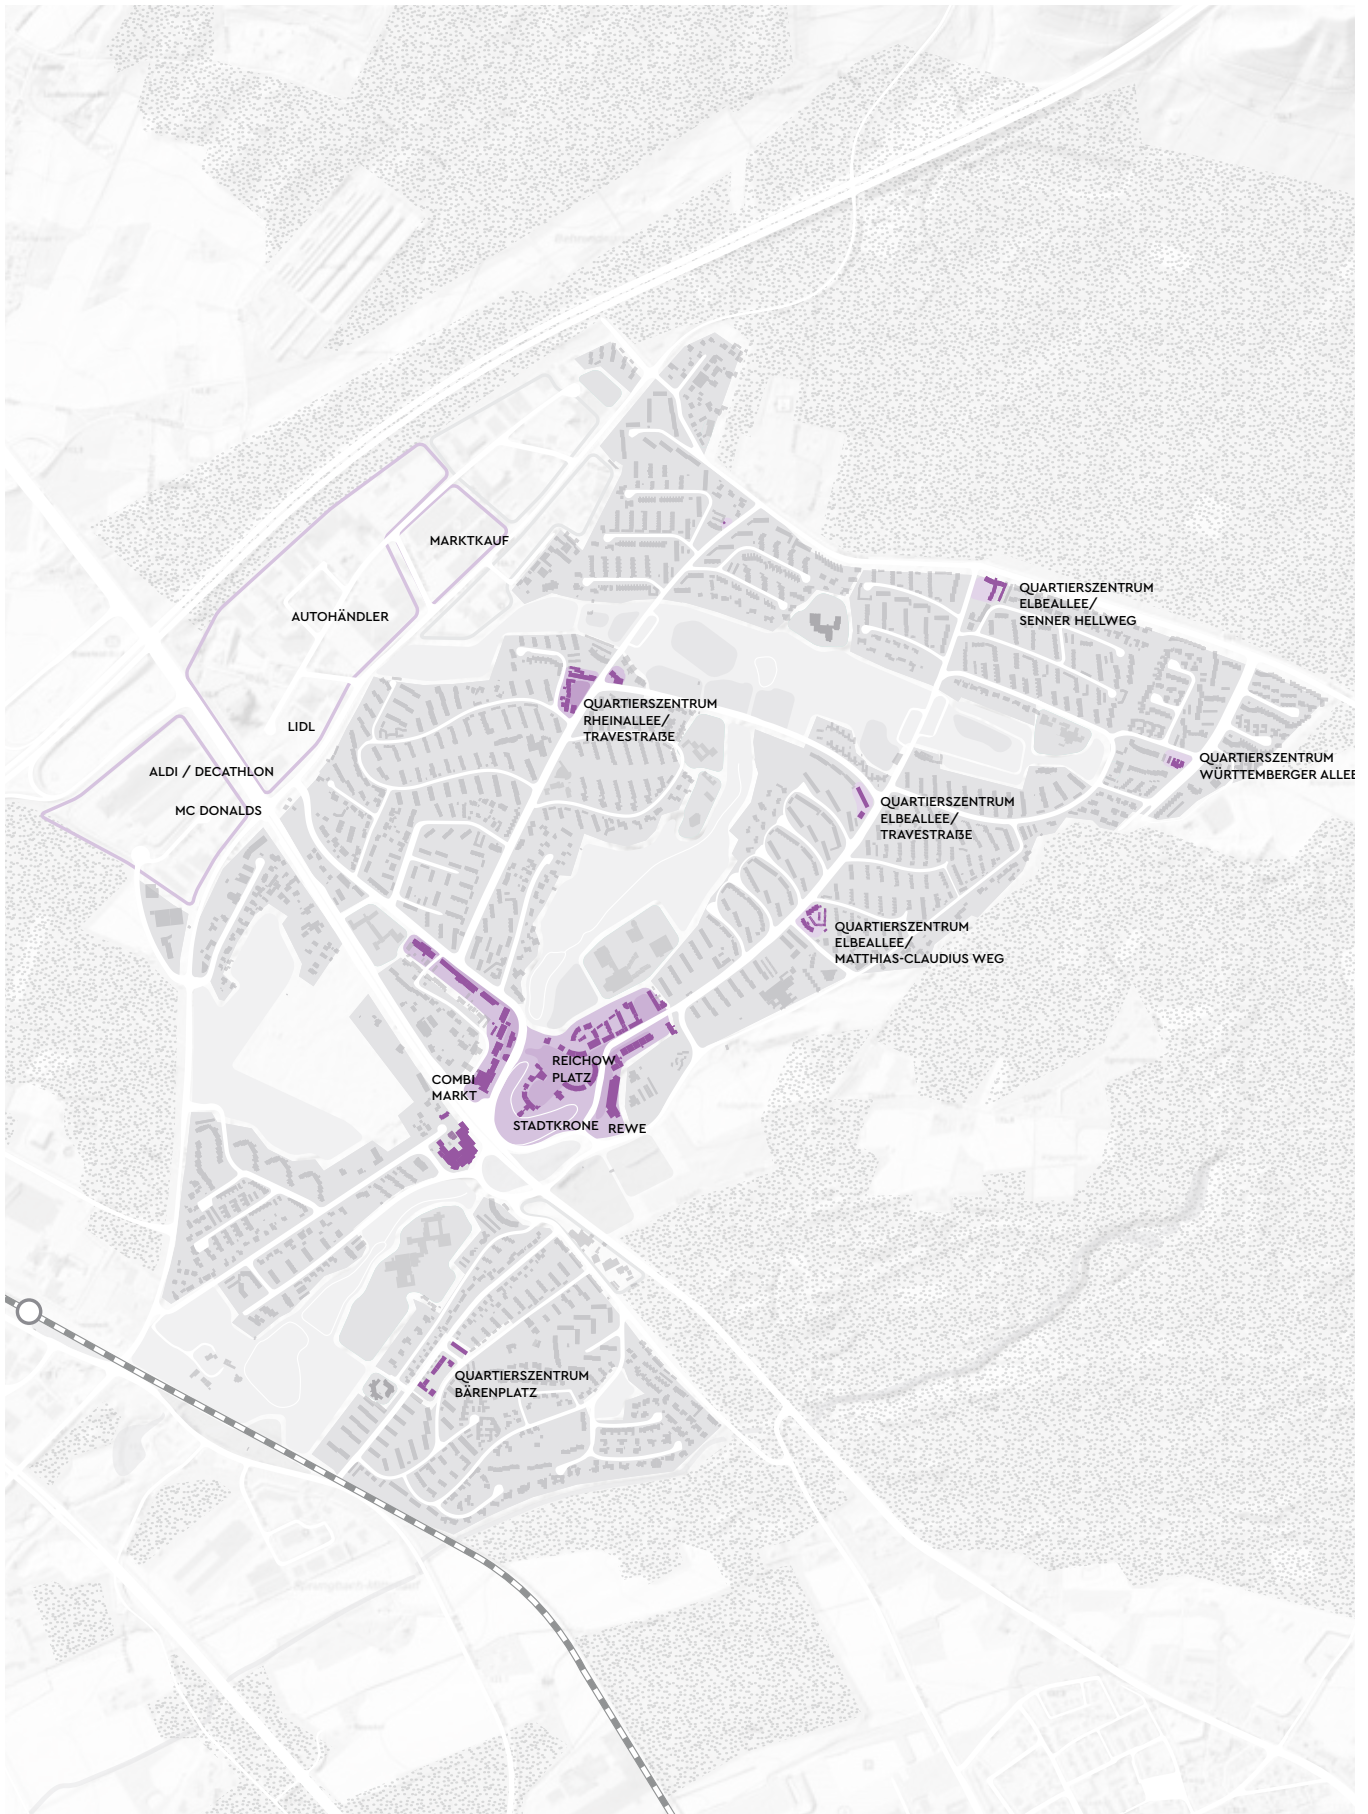 MARKTKAUF
QUARTIERSZENTRUM
ELBEALLEE/
SENNER HELLWEG
AUTOHÄNDLER
QUARTIERSZENTRUM
RHEINALLEE/
TRAVESTRAßE
LIDL
QUARTIERSZENTRUM
WÜRTTEMBERGER ALLEE
ALDI / DECATHLON
MC DONALDS
QUARTIERSZENTRUM
ELBEALLEE/
TRAVESTRAßE
QUARTIERSZENTRUM
ELBEALLEE/
MATTHIAS-CLAUDIUS WEG
REICHOW
PLATZ
COMBI
MARKT
STADTKRONE
REWE
QUARTIERSZENTRUM
BÄRENPLATZ